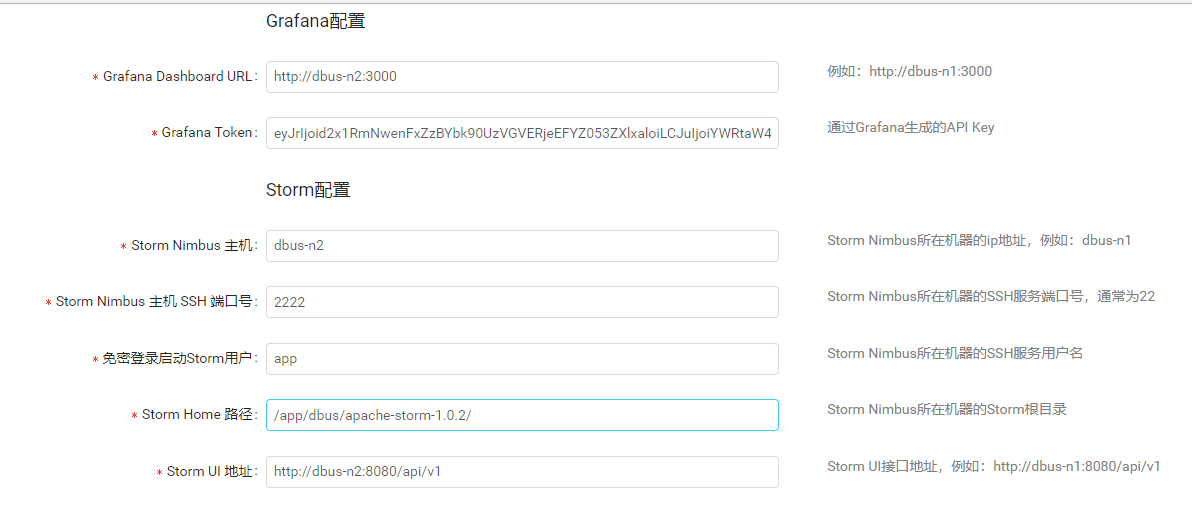 Grafana配置
* Grafana Dashboard URL: http://dbus-n2:3000 例如：http://dbus-n1:3000
* Grafana Token: eyJrIjoid2x1RmNwenFxZzBYbk90UzVGVERjeEFYZ053ZXlxaloiLCJuIjoiYWRtaW4 通过Grafana生成的API Key
Storm配置
* Storm Nimbus 主机: dbus-n2 Storm Nimbus所在机器的ip地址，例如：dbus-n1
* Storm Nimbus 主机 SSH 端口号: 2222 Storm Nimbus所在机器的SSH服务端口号，通常为22
* 免密登录启动Storm用户: app Storm Nimbus所在机器的SSH服务用户名
* Storm Home 路径: /app/dbus/apache-storm-1.0.2/ Storm Nimbus所在机器的Storm根目录
* Storm UI 地址: http://dbus-n2:8080/api/v1 Storm UI接口地址，例如：http://dbus-n1:8080/api/v1